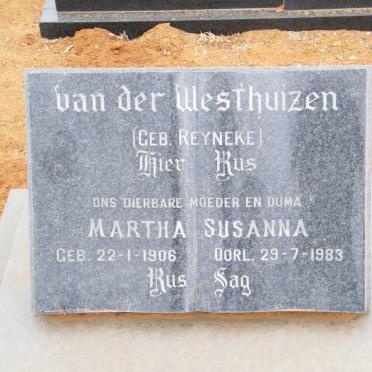 van der Westhuizen
(GEB. REYNEKE)
Hier Rus
ONS DIERBARE MOEDER EN OUMA
MARTHA SUSANNA
GEB. 22-1-1906 OORL. 29-7-1983
Rus Sag